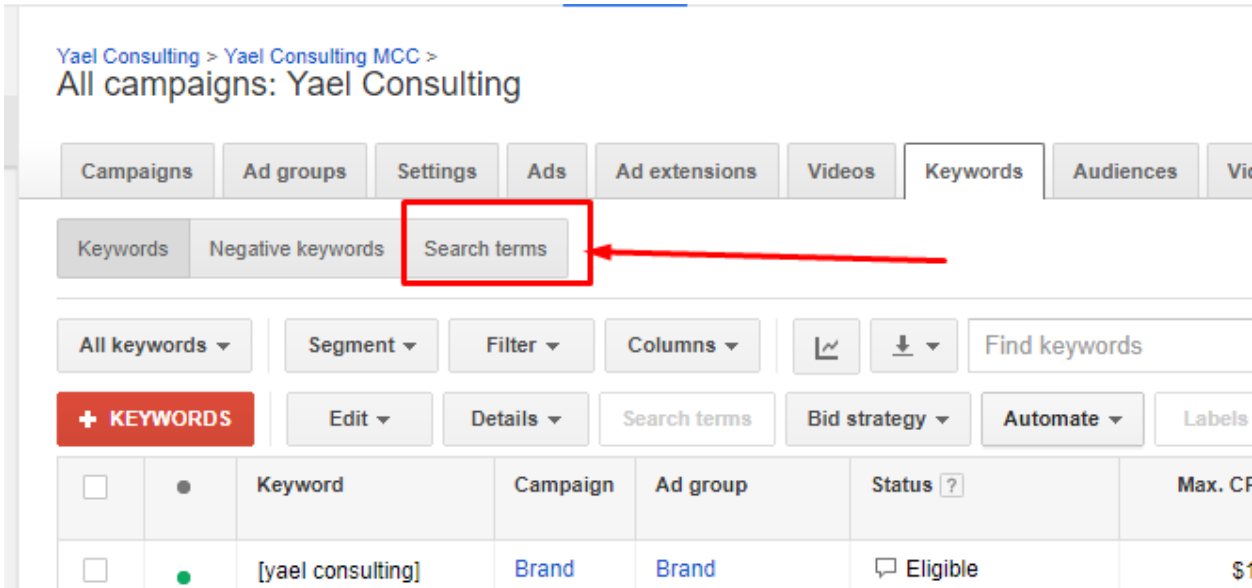 Yael Consulting > Yael Consulting MCC >
All campaigns: Yael Consulting
Campaigns Ad groups Settings Ads Ad extensions Videos Keywords Audiences
Keywords Negative keywords Search terms
All keywords Segment Filter Columns Find keywords
+ KEYWORDS Edit Details Search terms Bid strategy Automate Labels
Keyword Campaign Ad group Status ? Max.
[yael consulting] Brand Brand Eligible $1